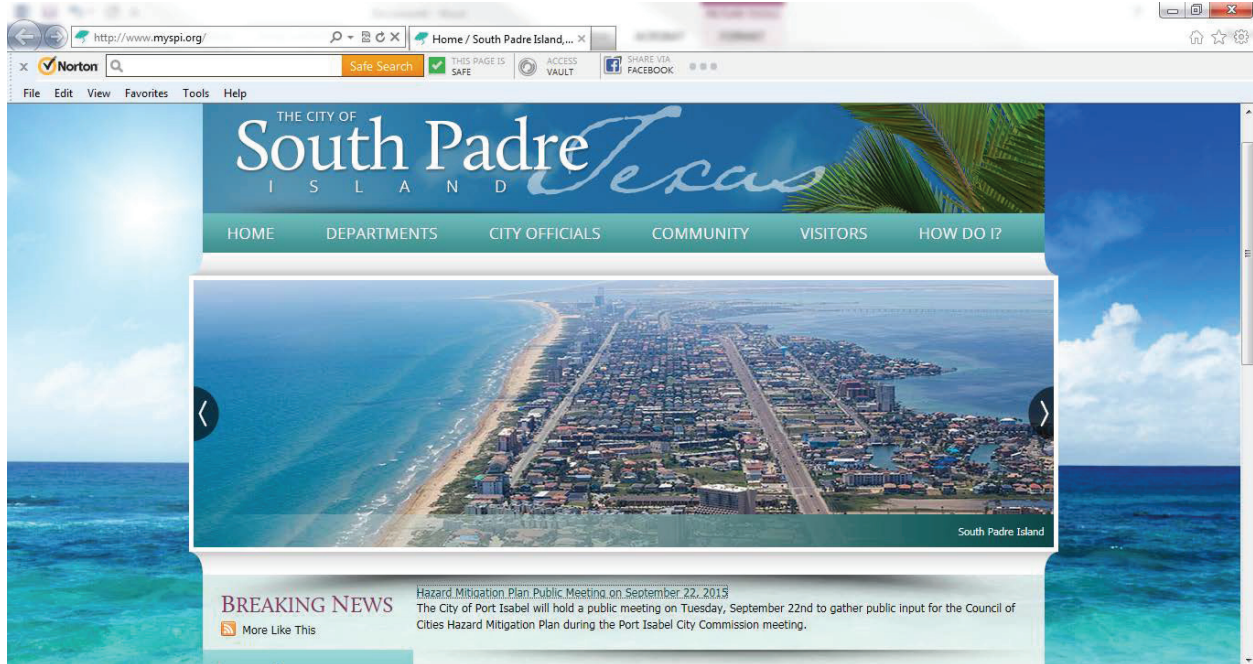 http://www.myspi.org/
Home / South Padre Island,...
x Norton Safe Search THIS PAGE IS SAFE ACCESS VAULT SHARE VIA FACEBOOK
File Edit View Favorites Tools Help
THE CITY OF
South Padre Texas
ISLAND
HOME DEPARTMENTS CITY OFFICIALS COMMUNITY VISITORS HOW DO I?
South Padre Island
BREAKING NEWS
More Like This
Hazard Mitigation Plan Public Meeting on September 22, 2015
The City of Port Isabel will hold a public meeting on Tuesday, September 22nd to gather public input for the Council of
Cities Hazard Mitigation Plan during the Port Isabel City Commission meeting.